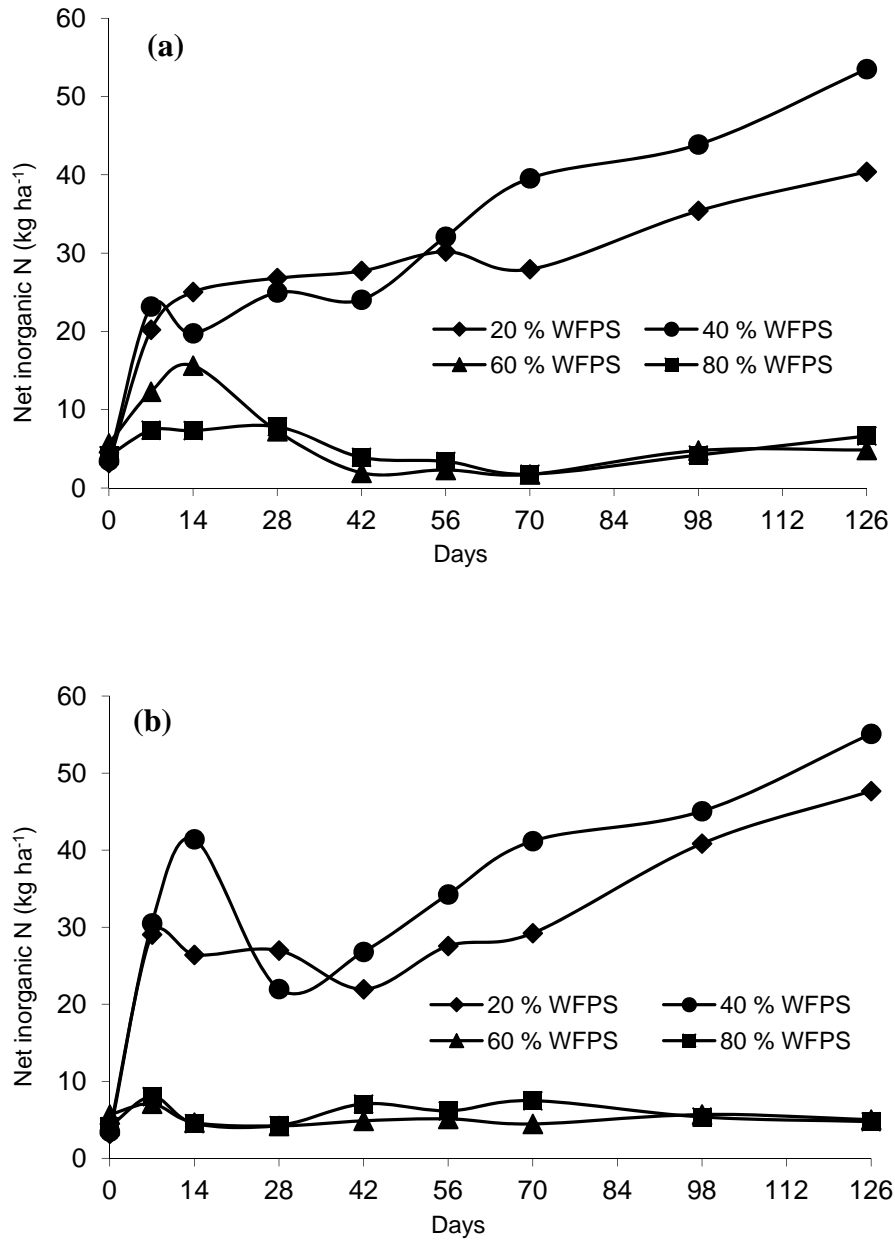 (a)
Net inorganic N (kg ha-1)
60
50
40
30
20
10
0
20 % WFPS 40 % WFPS
60 % WFPS 80 % WFPS
0 14 28 42 56 70 84 98 112 126
Days
(b)
Net inorganic N (kg ha-1)
60
50
40
30
20
10
0
20 % WFPS 40 % WFPS
60 % WFPS 80 % WFPS
0 14 28 42 56 70 84 98 112 126
Days